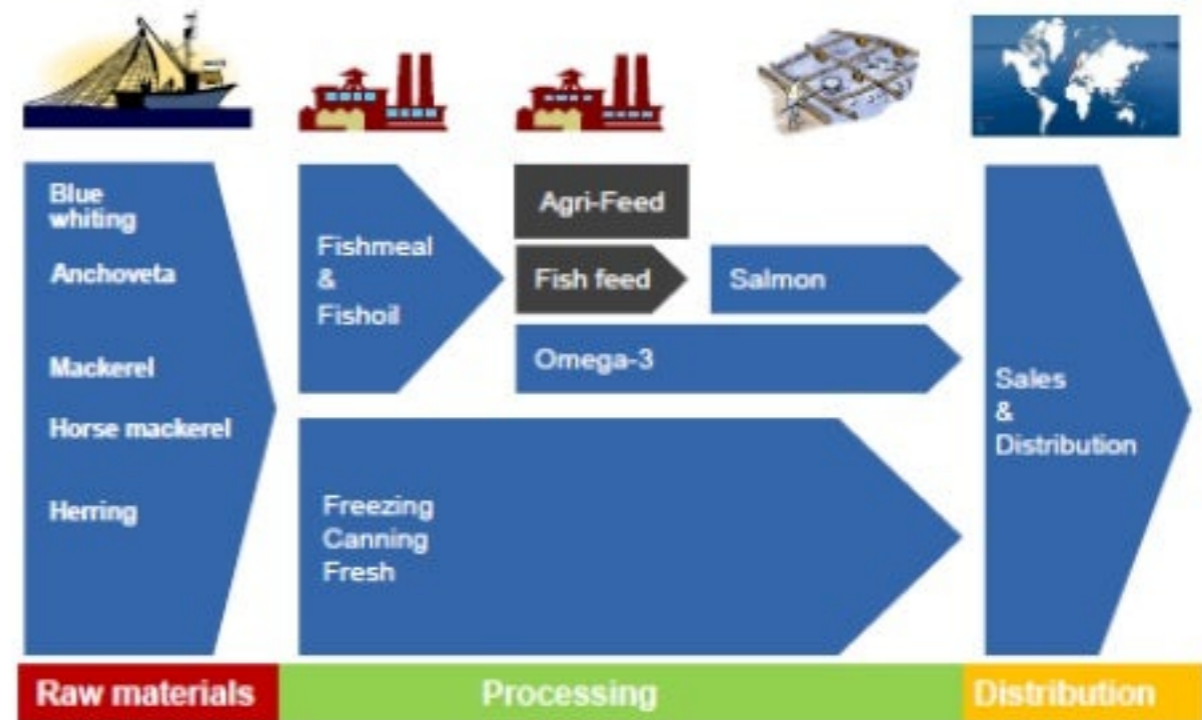 Blue
whiting
Anchoveta
Mackerel
Horse mackerel
Herring
Fishmeal
&
Fishoil
Agri-Feed
Fish feed
Salmon
Omega-3
Freezing
Canning
Fresh
Sales
&
Distribution
Raw materials
Processing
Distribution